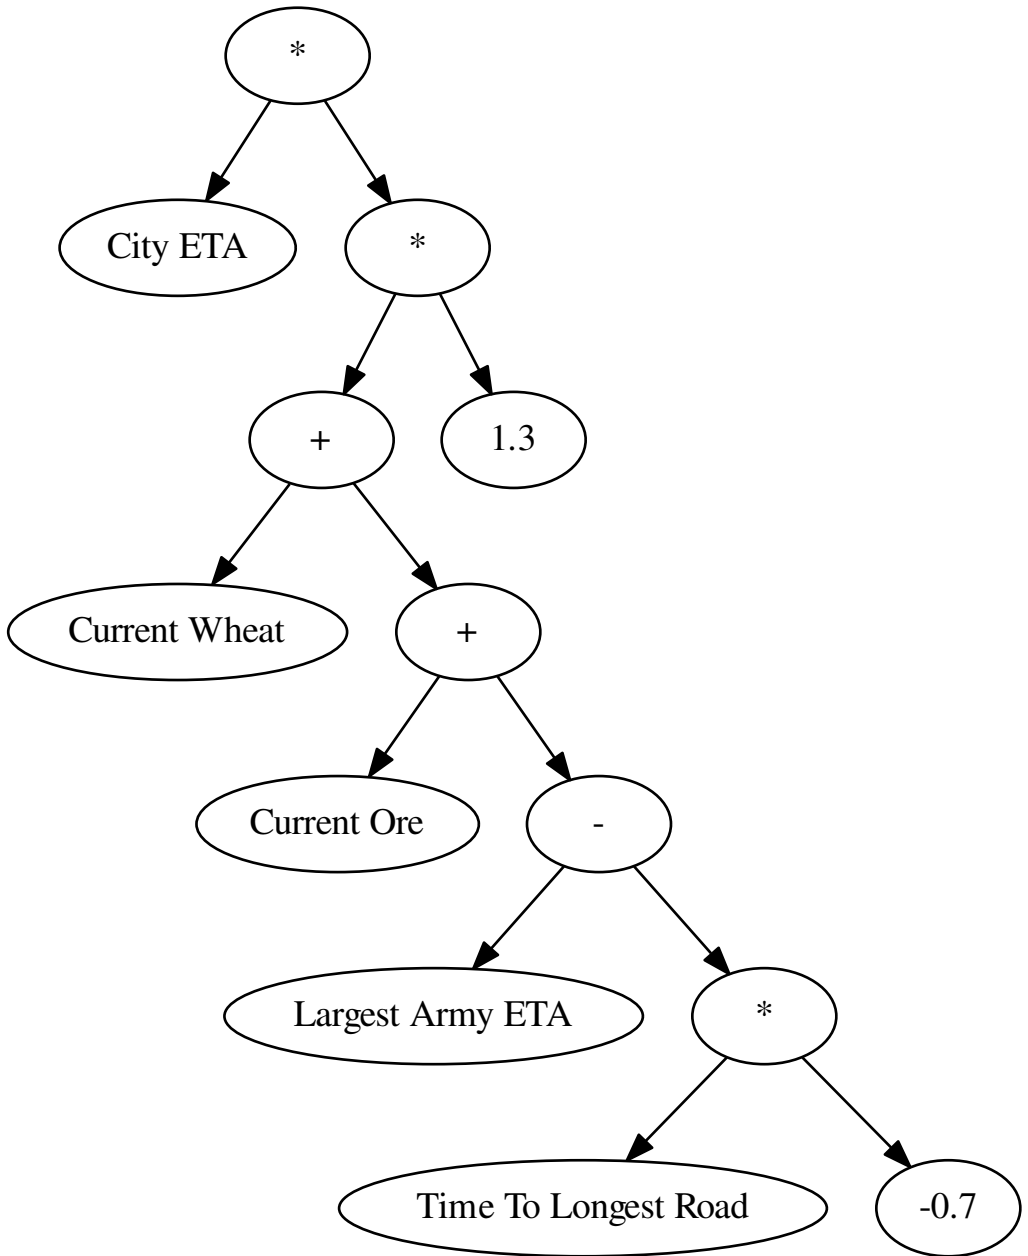 *
City ETA
*
+
1.3
Current Wheat
+
Current Ore
-
Largest Army ETA
*
Time To Longest Road
-0.7